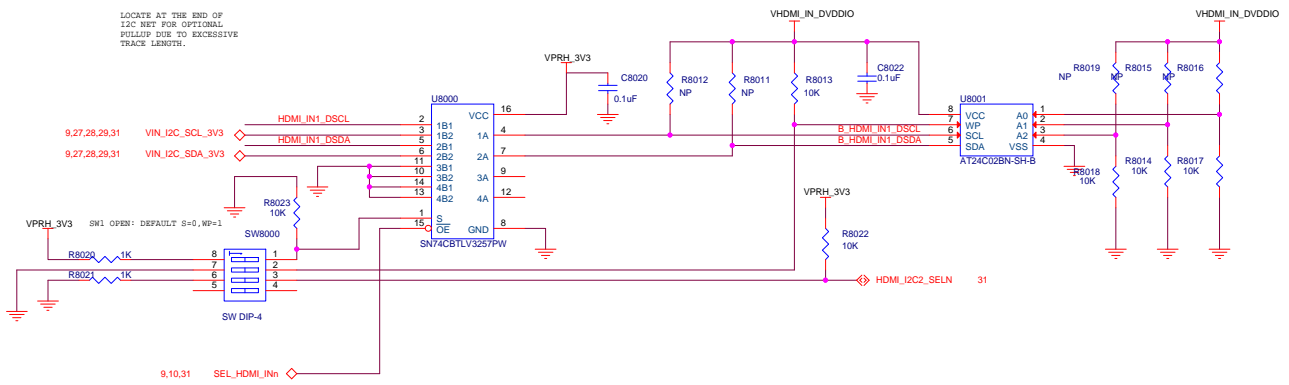 LOCATE AT THE END OF
I2C NET FOR OPTIONAL
PULLUP DUE TO EXCESSIVE
TRACE LENGTH.
VHDMI_IN_DVDDIO
VHDMI_IN_DVDDIO
VPRH_3V3
C8020
0.1uF
R8012
NP
R8011
NP
R8013
10K
C8022
0.1uF
R8019
NP
R8015
NP
R8016
NP
U8000
HDMI_IN1_DSCL
9,27,28,29,31 VIN_I2C_SCL_3V3
HDMI_IN1_DSDA
9,27,28,29,31 VIN_I2C_SDA_3V3
2 1B1
3 1B2
5 2B1
6 2B2
11 3B1
10 3B2
14 4B1
13 4B2
1 S
15 OE
VCC 16
1A 4
2A 7
3A 9
4A 12
GND 8
SN74CBTLV3257PW
B_HDMI_IN1_DSCL
B_HDMI_IN1_DSDA
U8001
8 VCC
7 WP
6 SCL
5 SDA
A0 1
A1 2
A2 3
VSS 4
AT24C02BN-SH-B
R8018
10K
R8014
10K
R8017
10K
R8023
10K
VPRH_3V3
SW1 OPEN: DEFAULT S=0,WP=1
SW8000
R8020 1K
R8021 1K
8 1
7 2
6 3
5 4
SW DIP-4
VPRH_3V3
R8022
10K
HDMI_I2C2_SELN 31
9,10,31 SEL_HDMI_INn